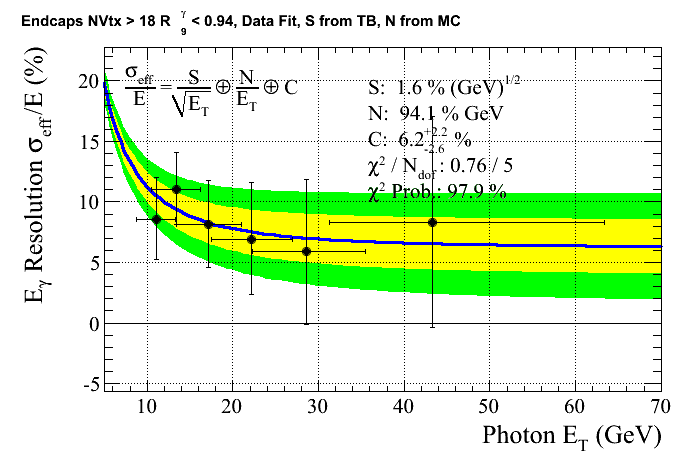 Endcaps NVtx > 18 R γ 9 < 0.94, Data Fit, S from TB, N from MC
σeff/E = S/√ET ⊕ N/ET ⊕ C
S: 1.6 % (GeV)1/2
N: 94.1 % GeV
C: 6.2 +2.2 -2.6 %
χ2 / Ndof : 0.76 / 5
χ2 Prob.: 97.9 %
Eγ Resolution σeff/E (%)
20
15
10
5
0
-5
10 20 30 40 50 60 70
Photon ET (GeV)